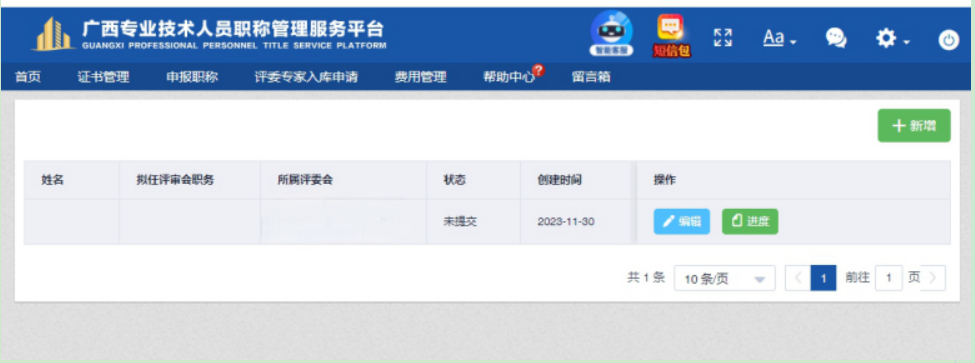 广西专业技术人员职称管理服务平台
GUANGXI PROFESSIONAL PERSONNEL TITLE SERVICE PLATFORM
智能客服 短信包 Aa
首页 证书管理 申报职称 评委专家入库申请 费用管理 帮助中心? 留言箱
+ 新增
姓名 拟任评审会职务 所属评委会 状态 创建时间 操作
未提交 2023-11-30 编辑 进度
共 1 条 10 条/页 1 前往 1 页